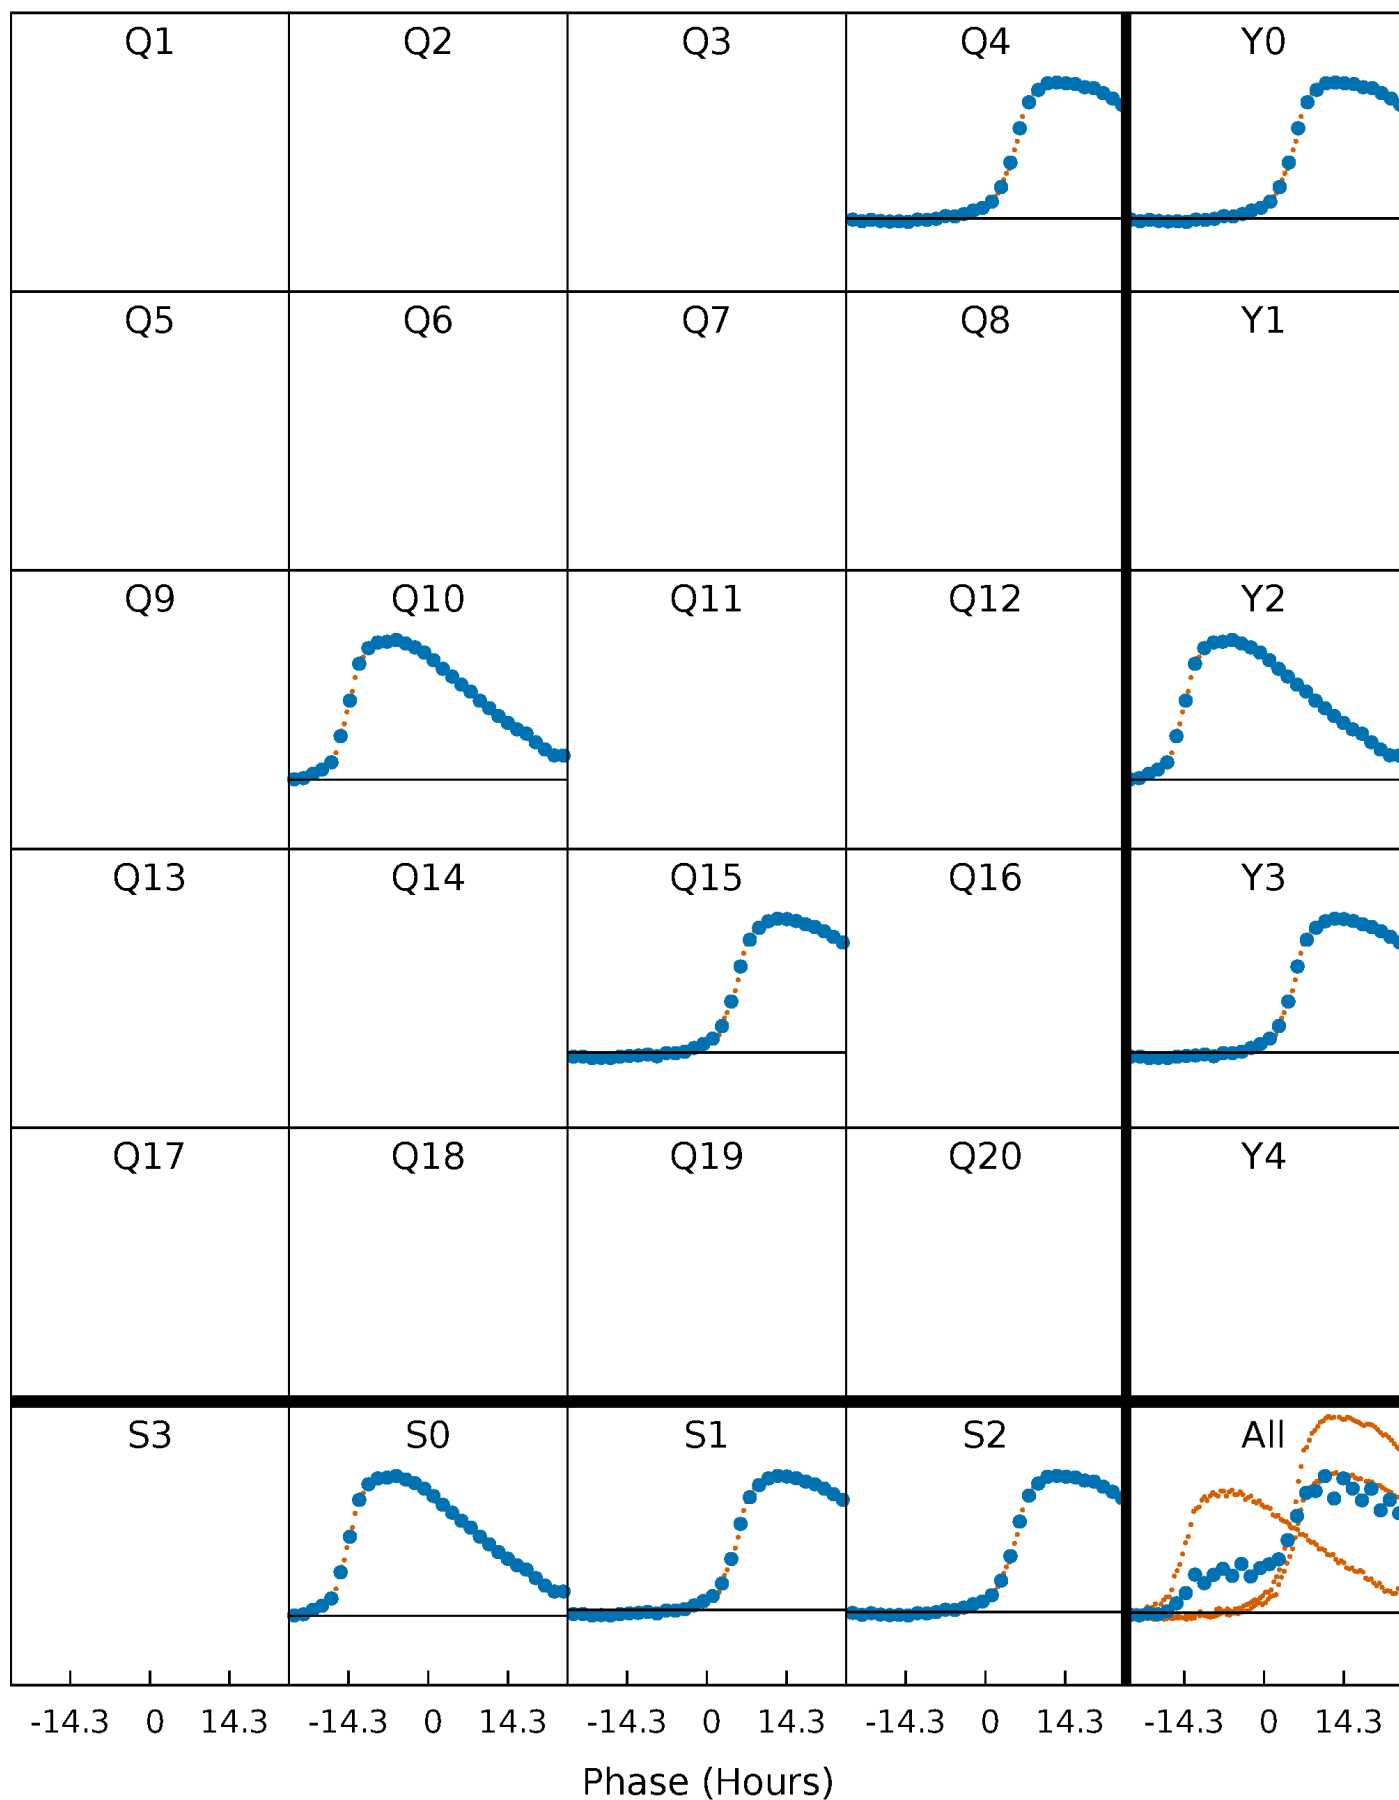 Q1 Q2 Q3 Q4 Y0
Q5 Q6 Q7 Q8 Y1
Q9 Q10 Q11 Q12 Y2
Q13 Q14 Q15 Q16 Y3
Q17 Q18 Q19 Q20 Y4
S3 S0 S1 S2 All
-14.3 0 14.3 -14.3 0 14.3 -14.3 0 14.3 -14.3 0 14.3 -14.3 0 14.3
Phase (Hours)